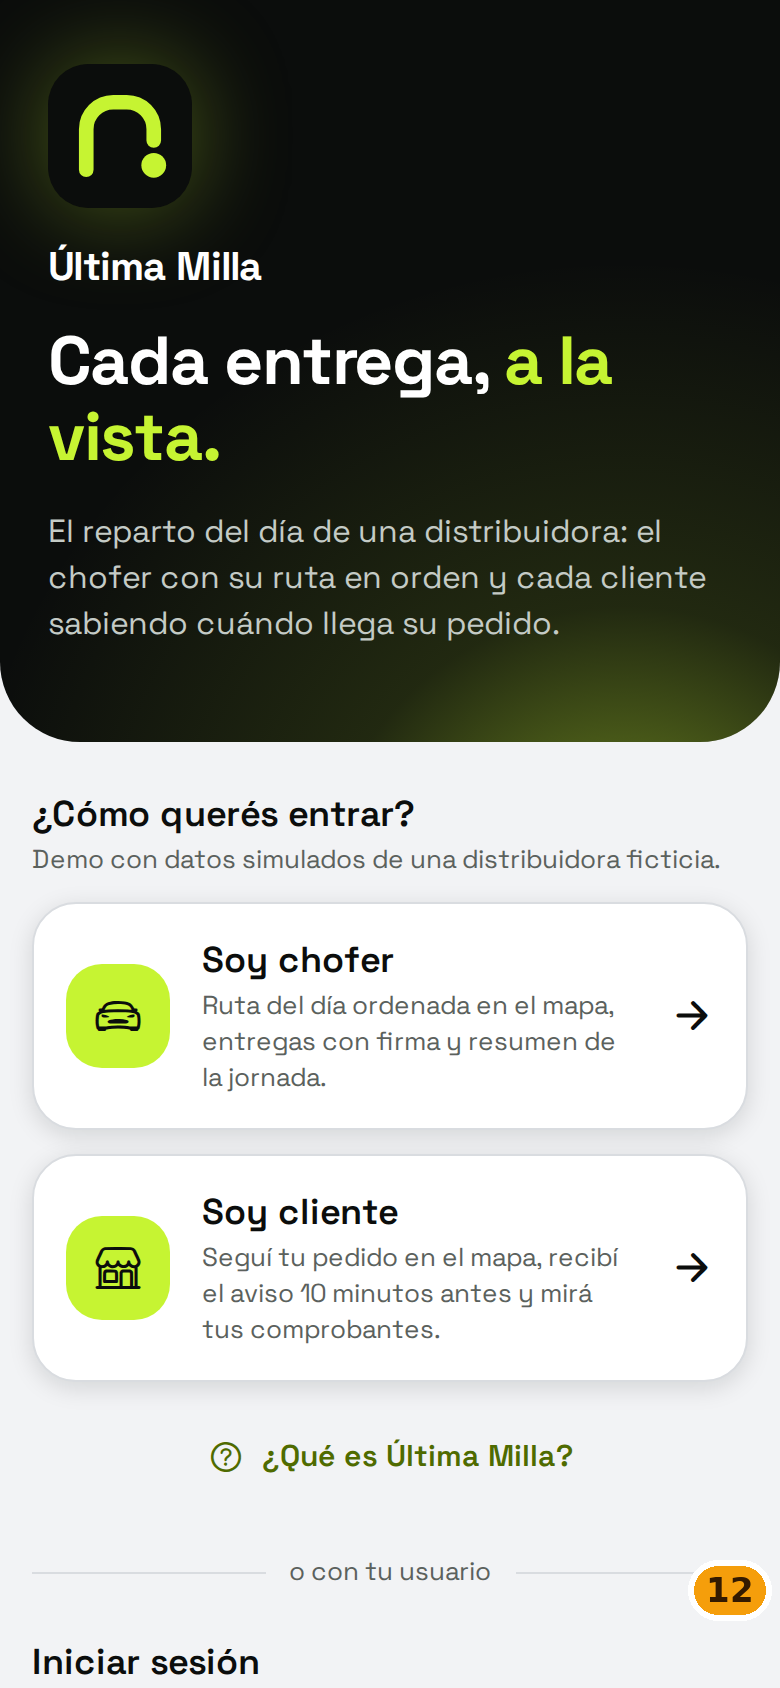 Última Milla
Cada entrega, a la
vista.
El reparto del día de una distribuidora: el
chofer con su ruta en orden y cada cliente
sabiendo cuándo llega su pedido.
¿Cómo querés entrar?
Demo con datos simulados de una distribuidora ficticia.
Soy chofer
Ruta del día ordenada en el mapa,
entregas con firma y resumen de
la jornada.
Soy cliente
Seguí tu pedido en el mapa, recibí
el aviso 10 minutos antes y mirá
tus comprobantes.
¿Qué es Última Milla?
o con tu usuario
12
Iniciar sesión